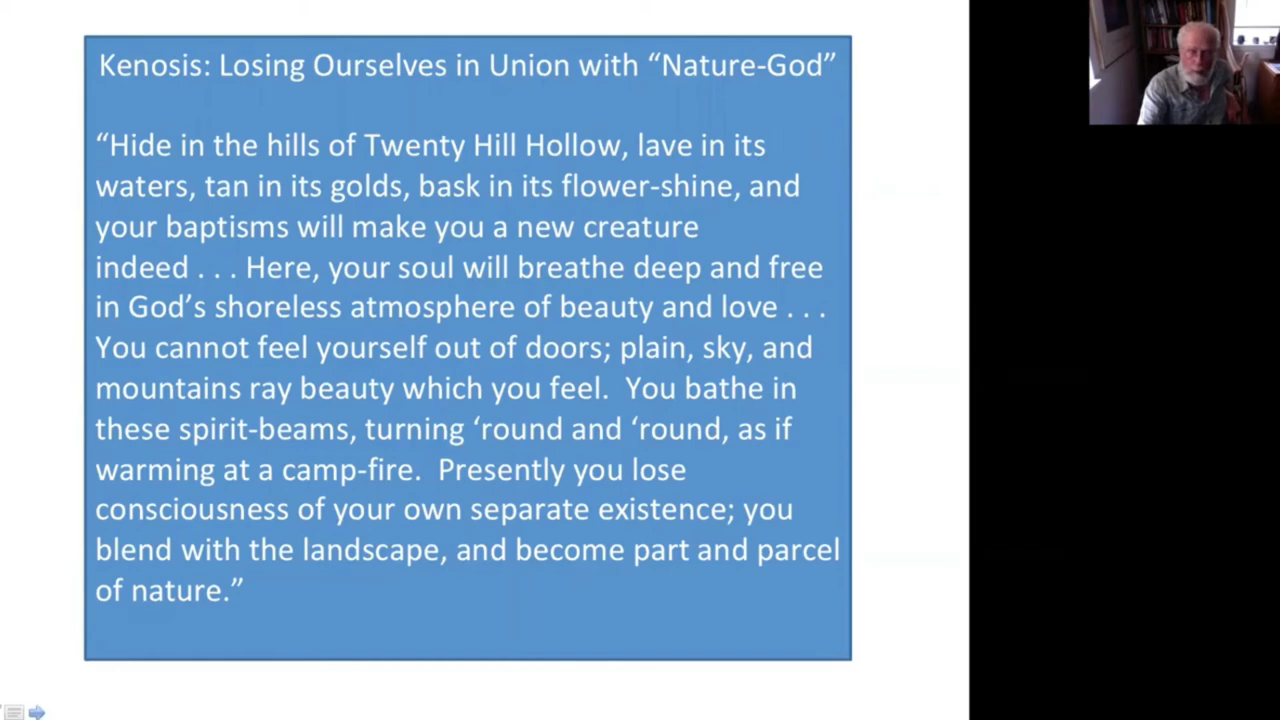 Kenosis: Losing Ourselves in Union with “Nature-God”
“Hide in the hills of Twenty Hill Hollow, lave in its
waters, tan in its golds, bask in its flower-shine, and
your baptisms will make you a new creature
indeed . . . Here, your soul will breathe deep and free
in God’s shoreless atmosphere of beauty and love . . .
You cannot feel yourself out of doors; plain, sky, and
mountains ray beauty which you feel.  You bathe in
these spirit-beams, turning ‘round and ‘round, as if
warming at a camp-fire.  Presently you lose
consciousness of your own separate existence; you
blend with the landscape, and become part and parcel
of nature.”